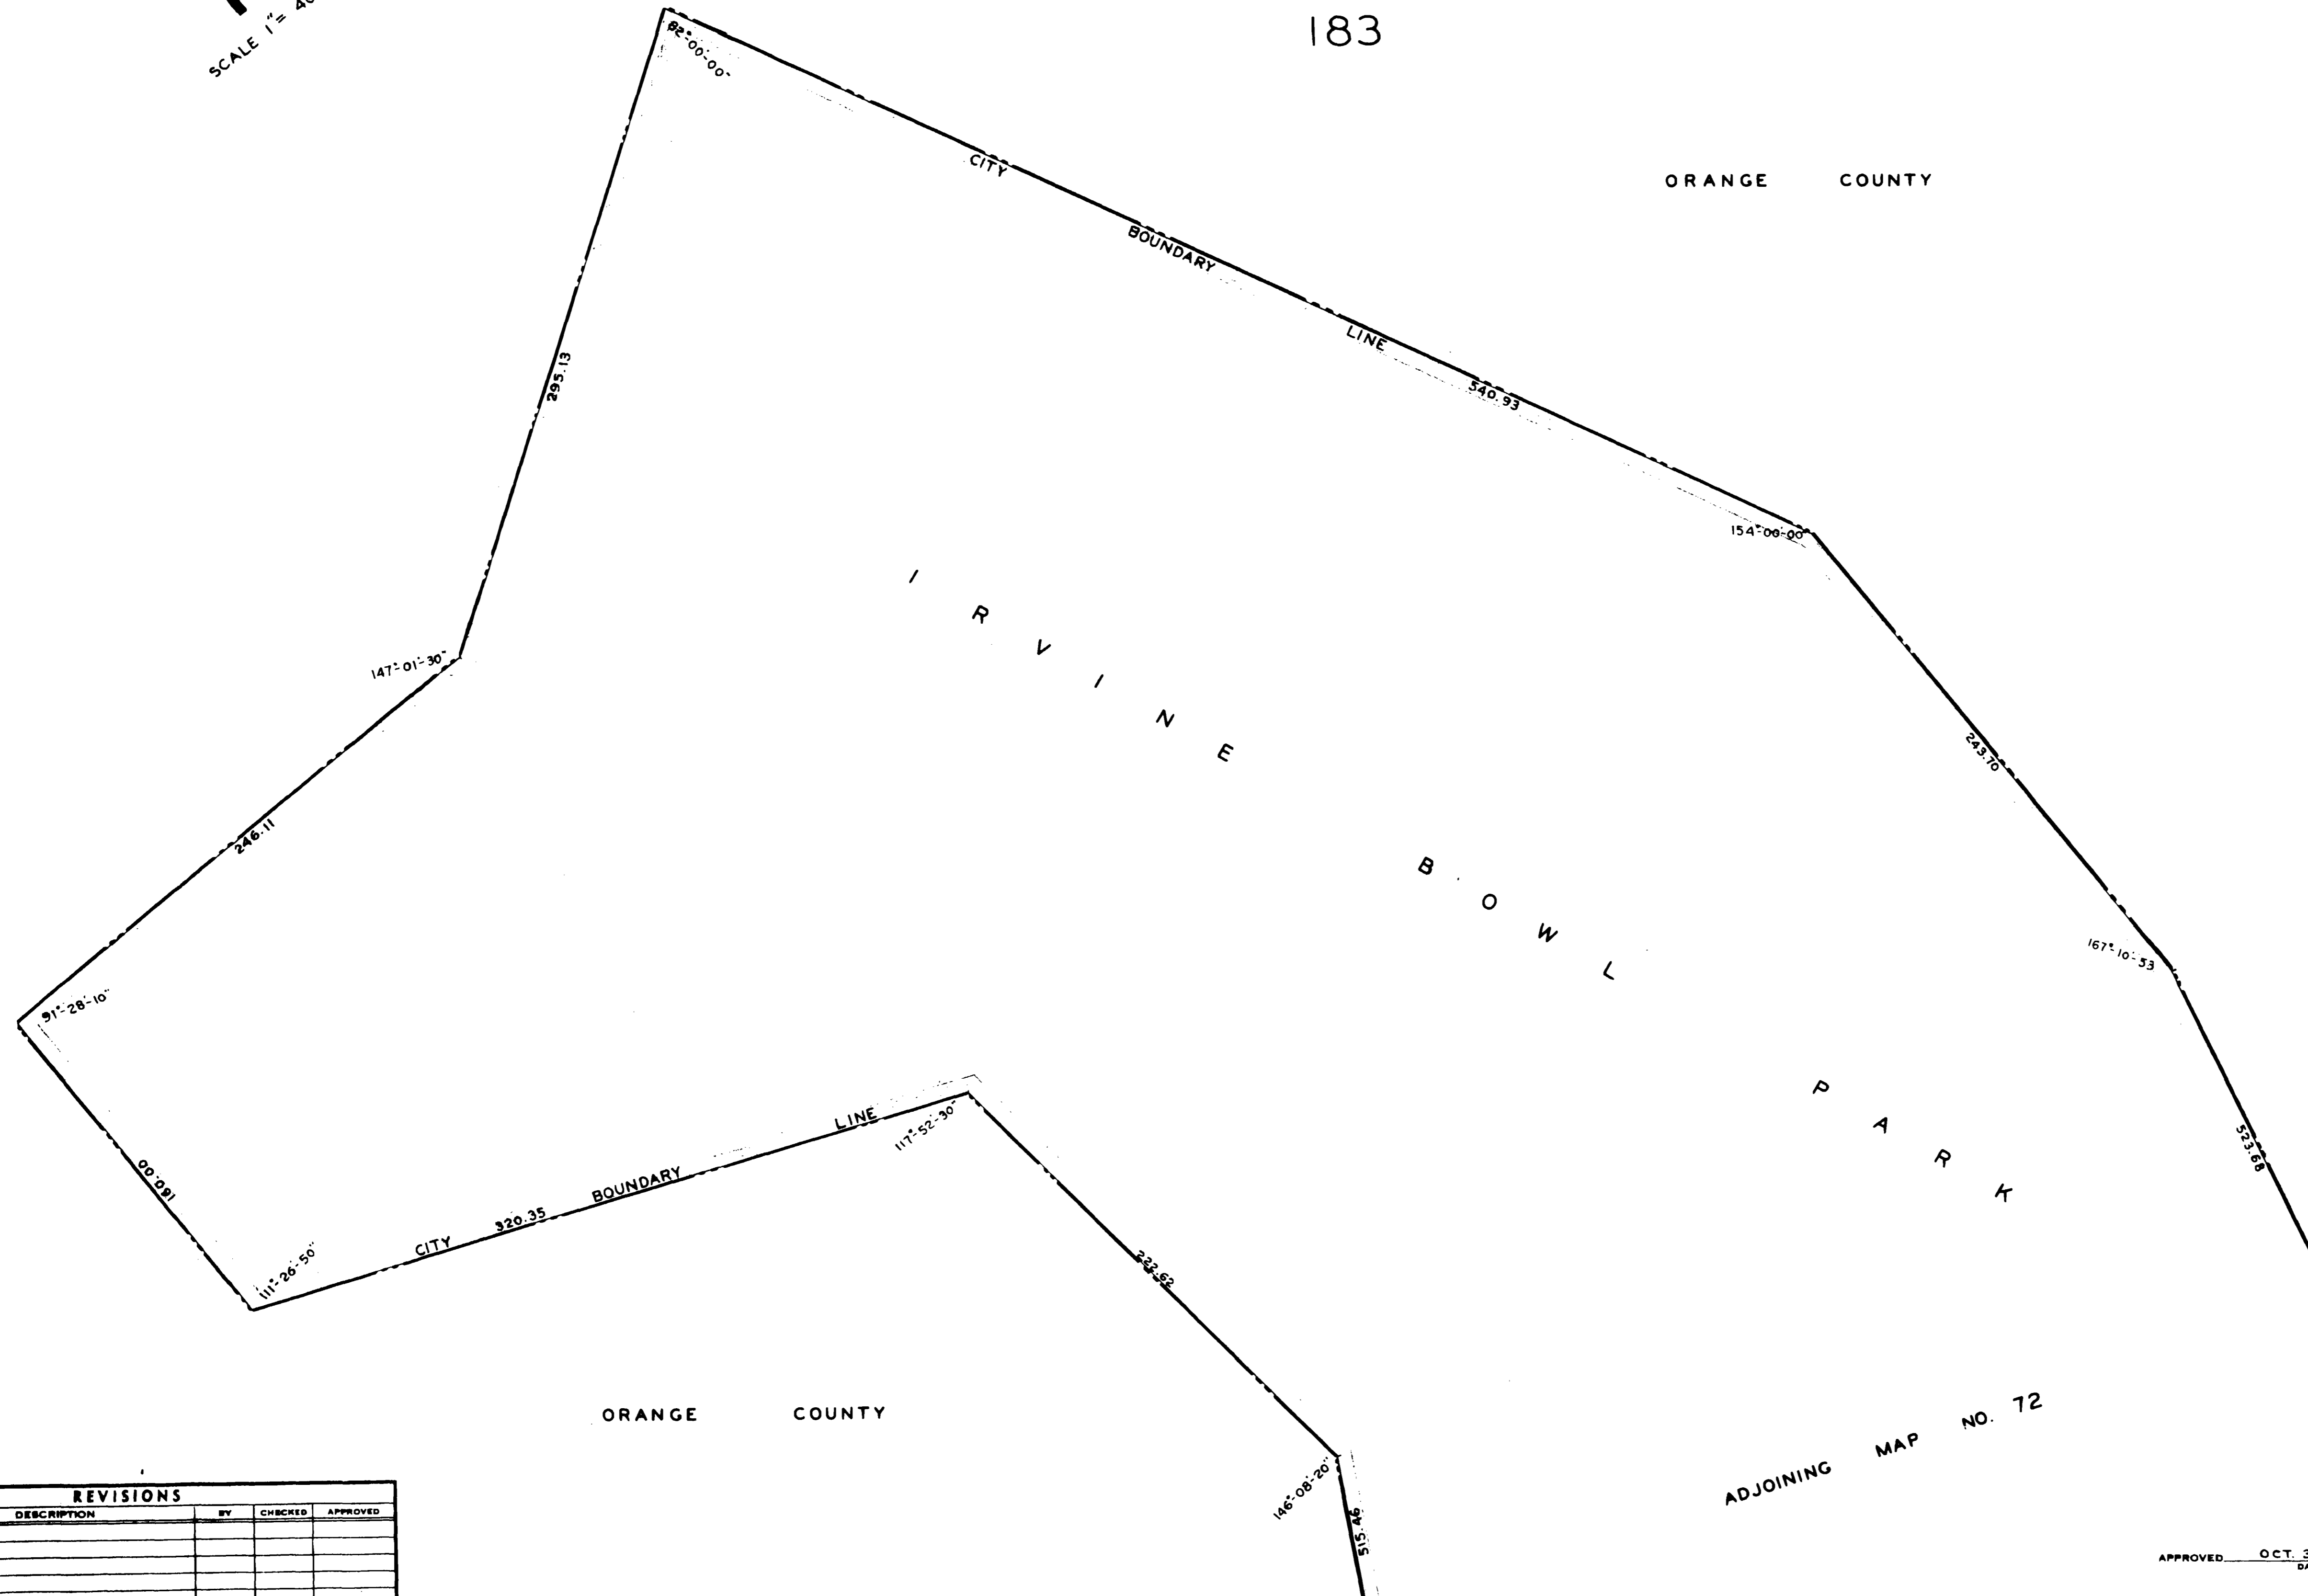 SCALE 1"=
183
82°-00'-00"
CITY BOUNDARY LINE
ORANGE COUNTY
295.13
540.93
154°-00'-00"
147°-01'-30"
IRVINE BOWL PARK
243.70
246.11
167°-10'-53
91°-28'-10"
160.00
CITY BOUNDARY LINE
320.35
117°-52'-30"
111°-26'-50"
222.62
523.68
ORANGE COUNTY
146°-08'-20"
515.46
ADJOINING MAP NO. 72
REVISIONS
DESCRIPTION BY CHECKED APPROVED
APPROVED OCT.